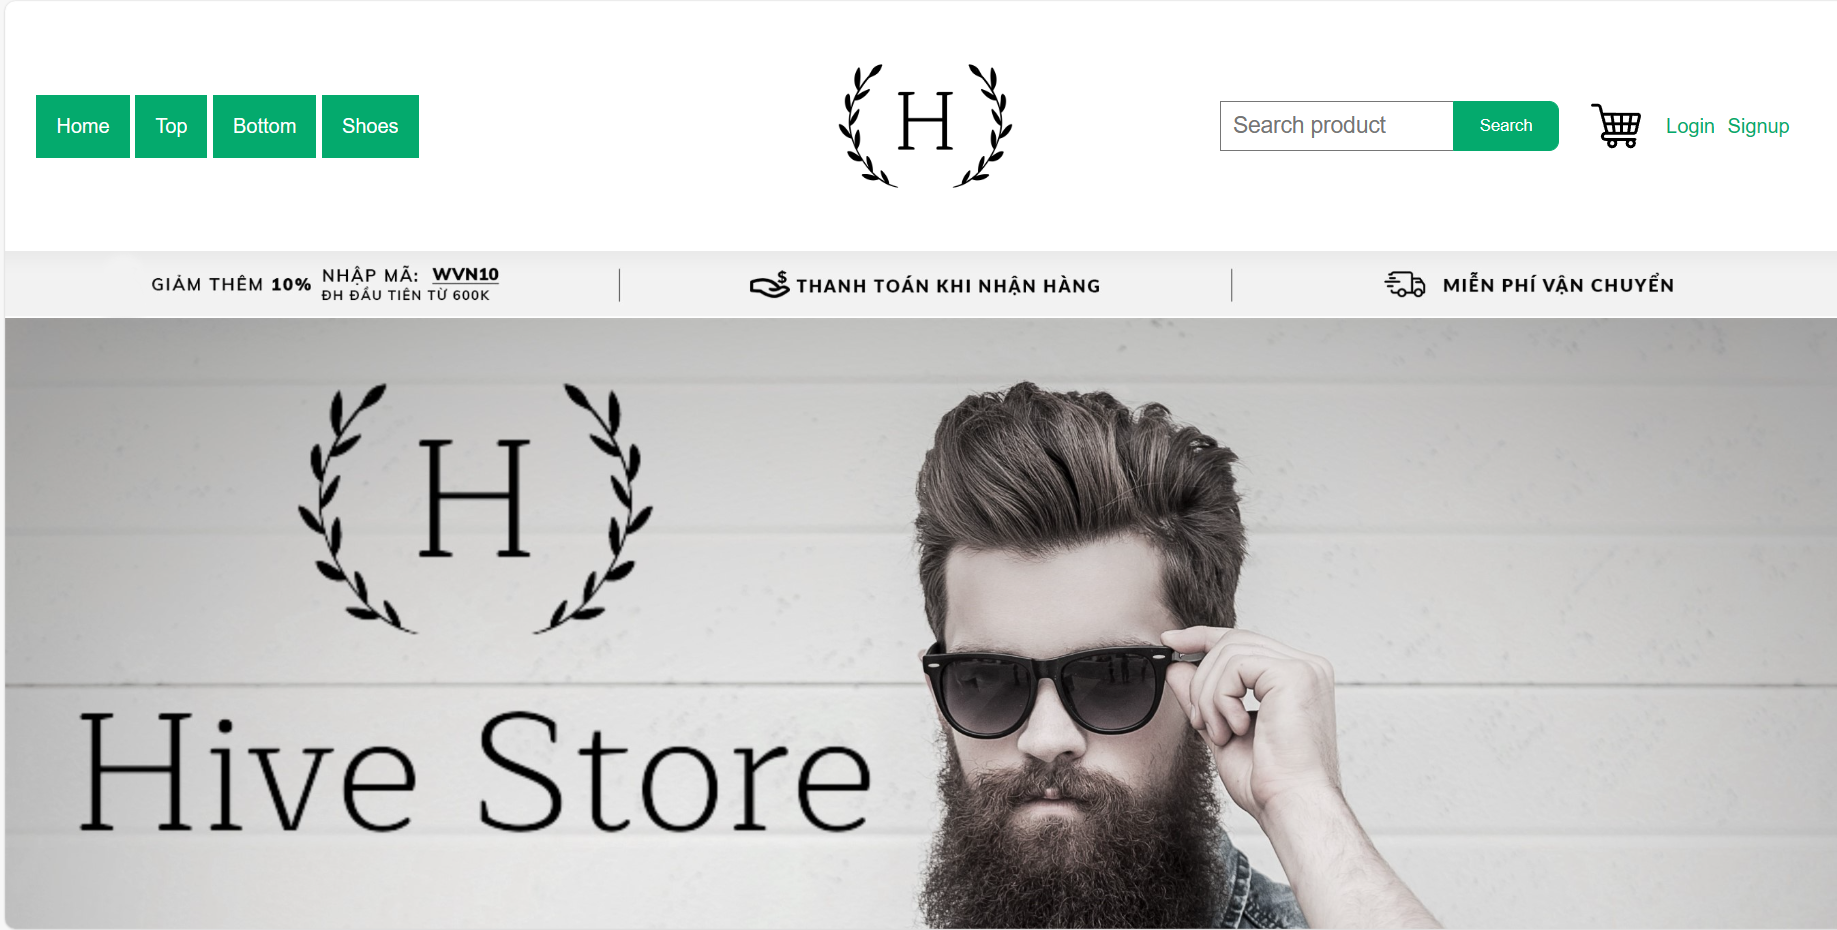 Home
Top
Bottom
Shoes
H
Search product
Search
Login
Signup
GIẢM THÊM 10%
NHẬP MÃ: WVN10
ĐH ĐẦU TIÊN TỪ 600K
$
THANH TOÁN KHI NHẬN HÀNG
MIỄN PHÍ VẬN CHUYỂN
H
Hive Store